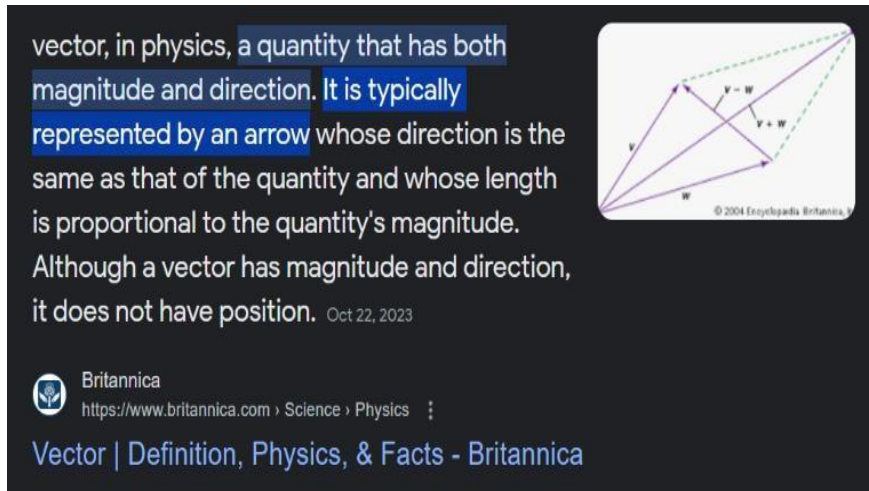 vector, in physics, a quantity that has both
magnitude and direction. It is typically
represented by an arrow whose direction is the
same as that of the quantity and whose length
is proportional to the quantity's magnitude.
Although a vector has magnitude and direction,
it does not have position. Oct 22, 2023
v – w
v + w
v
w
© 2004 Encyclopædia Britannica, I
Britannica
https://www.britannica.com › Science › Physics
Vector | Definition, Physics, & Facts - Britannica